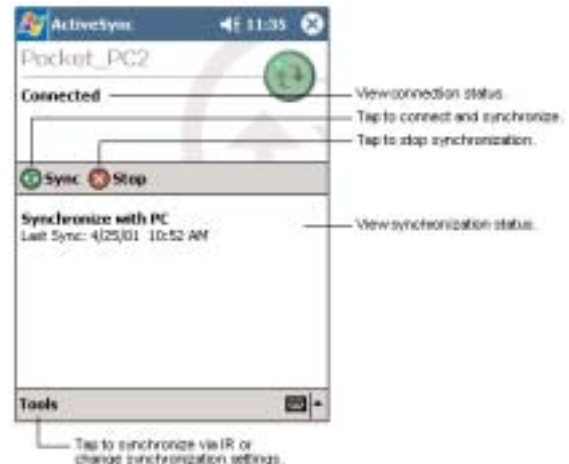 ActiveSync 11:35
Pocket_PC2
Connected
View connection status.
Tap to connect and synchronize.
Tap to stop synchronization.
Sync Stop
Synchronize with PC
Last Sync: 4/25/01 10:52 AM
View synchronization status.
Tools
Tap to synchronize via IR or
change synchronization settings.